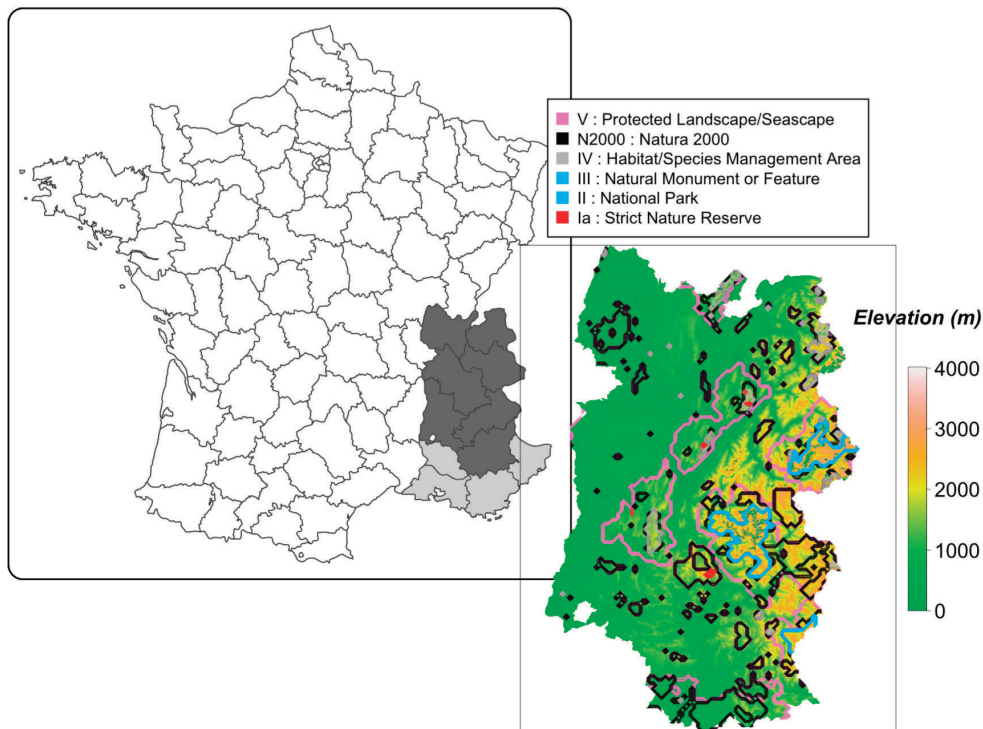 V : Protected Landscape/Seascape
N2000 : Natura 2000
IV : Habitat/Species Management Area
III : Natural Monument or Feature
II : National Park
Ia : Strict Nature Reserve
Elevation (m)
4000
3000
2000
1000
0